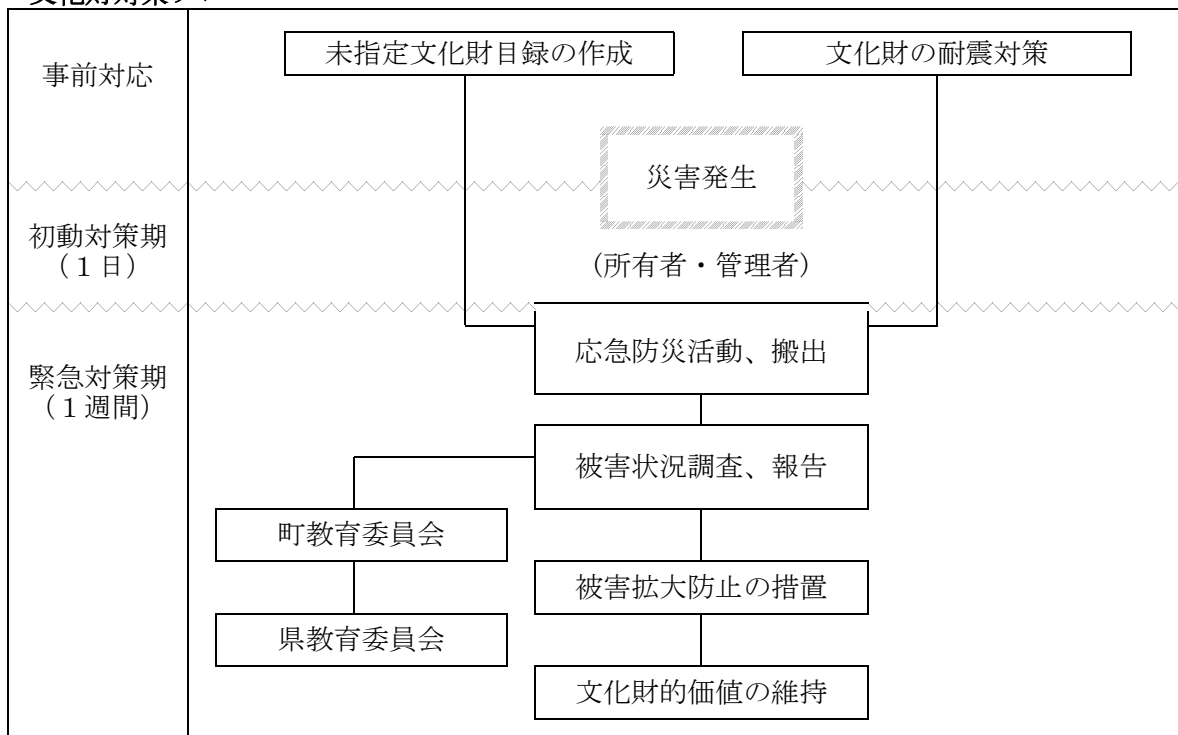 事前対応
未指定文化財目録の作成
文化財の耐震対策
災害発生
初動対策期
（１日）
（所有者・管理者）
緊急対策期
（１週間）
応急防災活動、搬出
被害状況調査、報告
町教育委員会
被害拡大防止の措置
県教育委員会
文化財的価値の維持